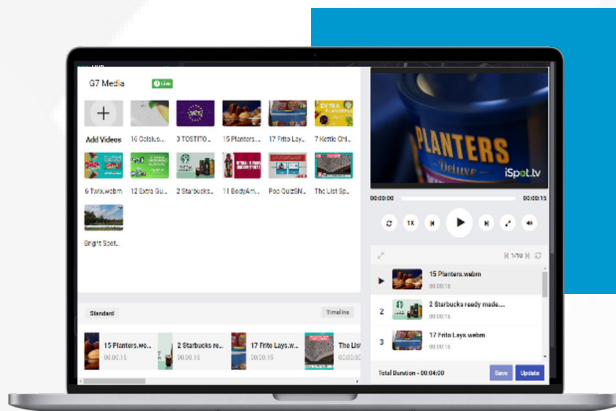 G7 Media
Live
Add Videos
16 Celsius...
3 TOSTITO...
15 Planters....
17 Frito Lay...
7 Kettle Chi...
6 Twix.webm
12 Extra Gu...
2 Starbucks...
11 BodyAm...
Poo QuizSN...
The List Sp...
Bright Spot...
Standard
Timeline
15 Planters.we...
00:00:15
2 Starbucks re...
00:00:15
17 Frito Lays.w...
00:00:15
The List
PLANTERS
Deluxe
iSpot.tv
00:00:00
00:00:15
1X
1/10
15 Planters.webm
00:00:15
2
2 Starbucks ready made....
00:00:15
3
17 Frito Lays.webm
00:00:15
Total Duration - 00:04:00
Save
Update